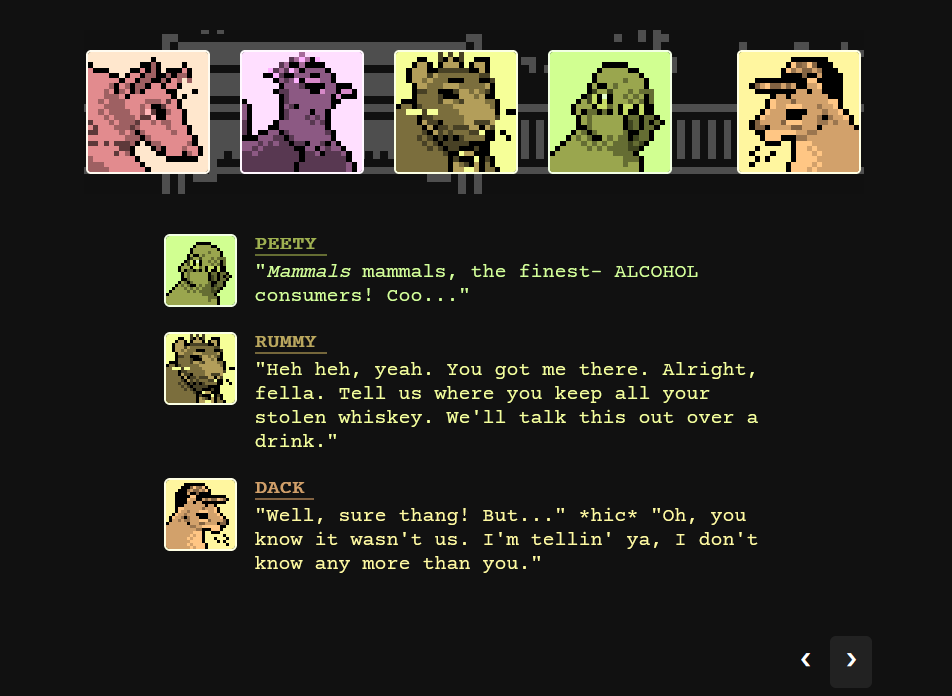 PEETY
"Mammals mammals, the finest- ALCOHOL
consumers! Coo..."
RUMMY
"Heh heh, yeah. You got me there. Alright,
fella. Tell us where you keep all your
stolen whiskey. We'll talk this out over a
drink."
DACK
"Well, sure thang! But..." *hic* "Oh, you
know it wasn't us. I'm tellin' ya, I don't
know any more than you."